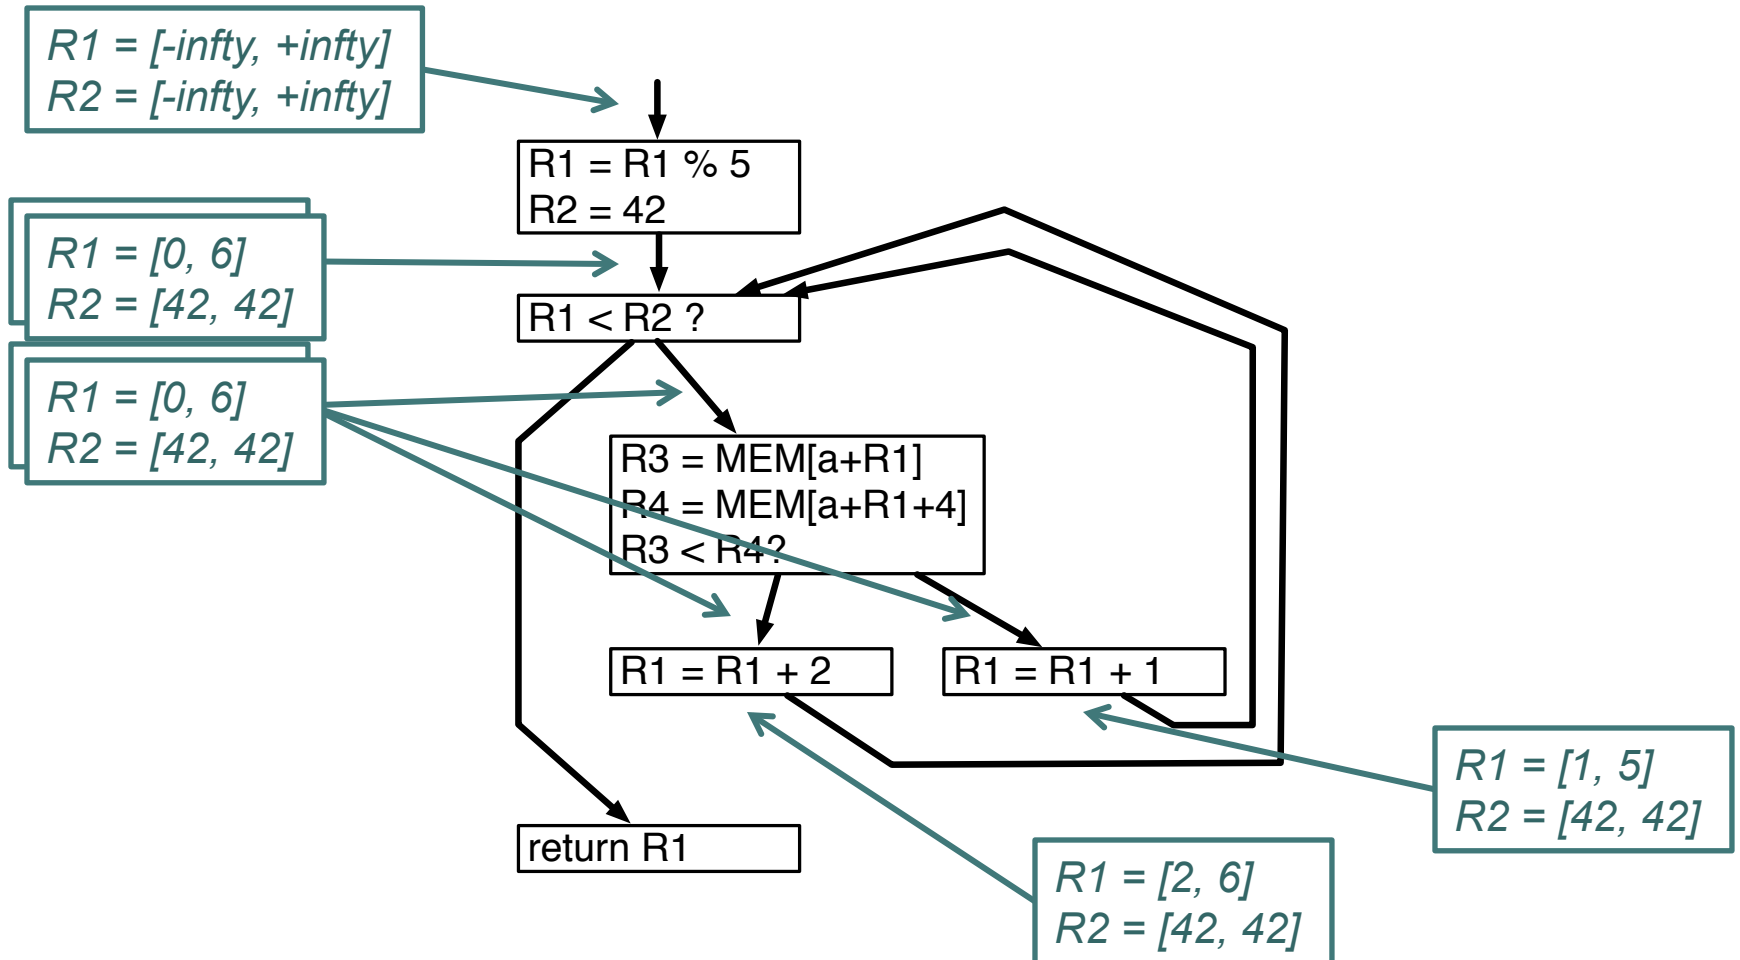 R1 = [-infty, +infty]
R2 = [-infty, +infty]
R1 = R1 % 5
R2 = 42
R1 = [0, 6]
R2 = [42, 42]
R1 < R2 ?
R1 = [0, 6]
R2 = [42, 42]
R3 = MEM[a+R1]
R4 = MEM[a+R1+4]
R3 < R4?
R1 = R1 + 2
R1 = R1 + 1
R1 = [1, 5]
R2 = [42, 42]
return R1
R1 = [2, 6]
R2 = [42, 42]